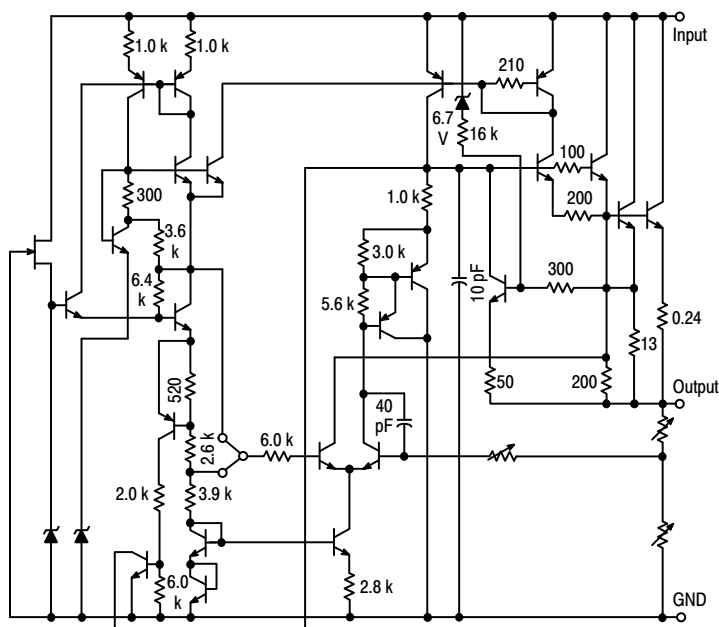 Input
1.0 k
1.0 k
210
6.7
V
16 k
100
300
1.0 k
200
3.6
k
3.0 k
6.4
k
10 pF
300
5.6 k
0.24
13
520
50
200
Output
40
pF
2.6 k
6.0 k
2.0 k
3.9 k
6.0
k
2.8 k
GND